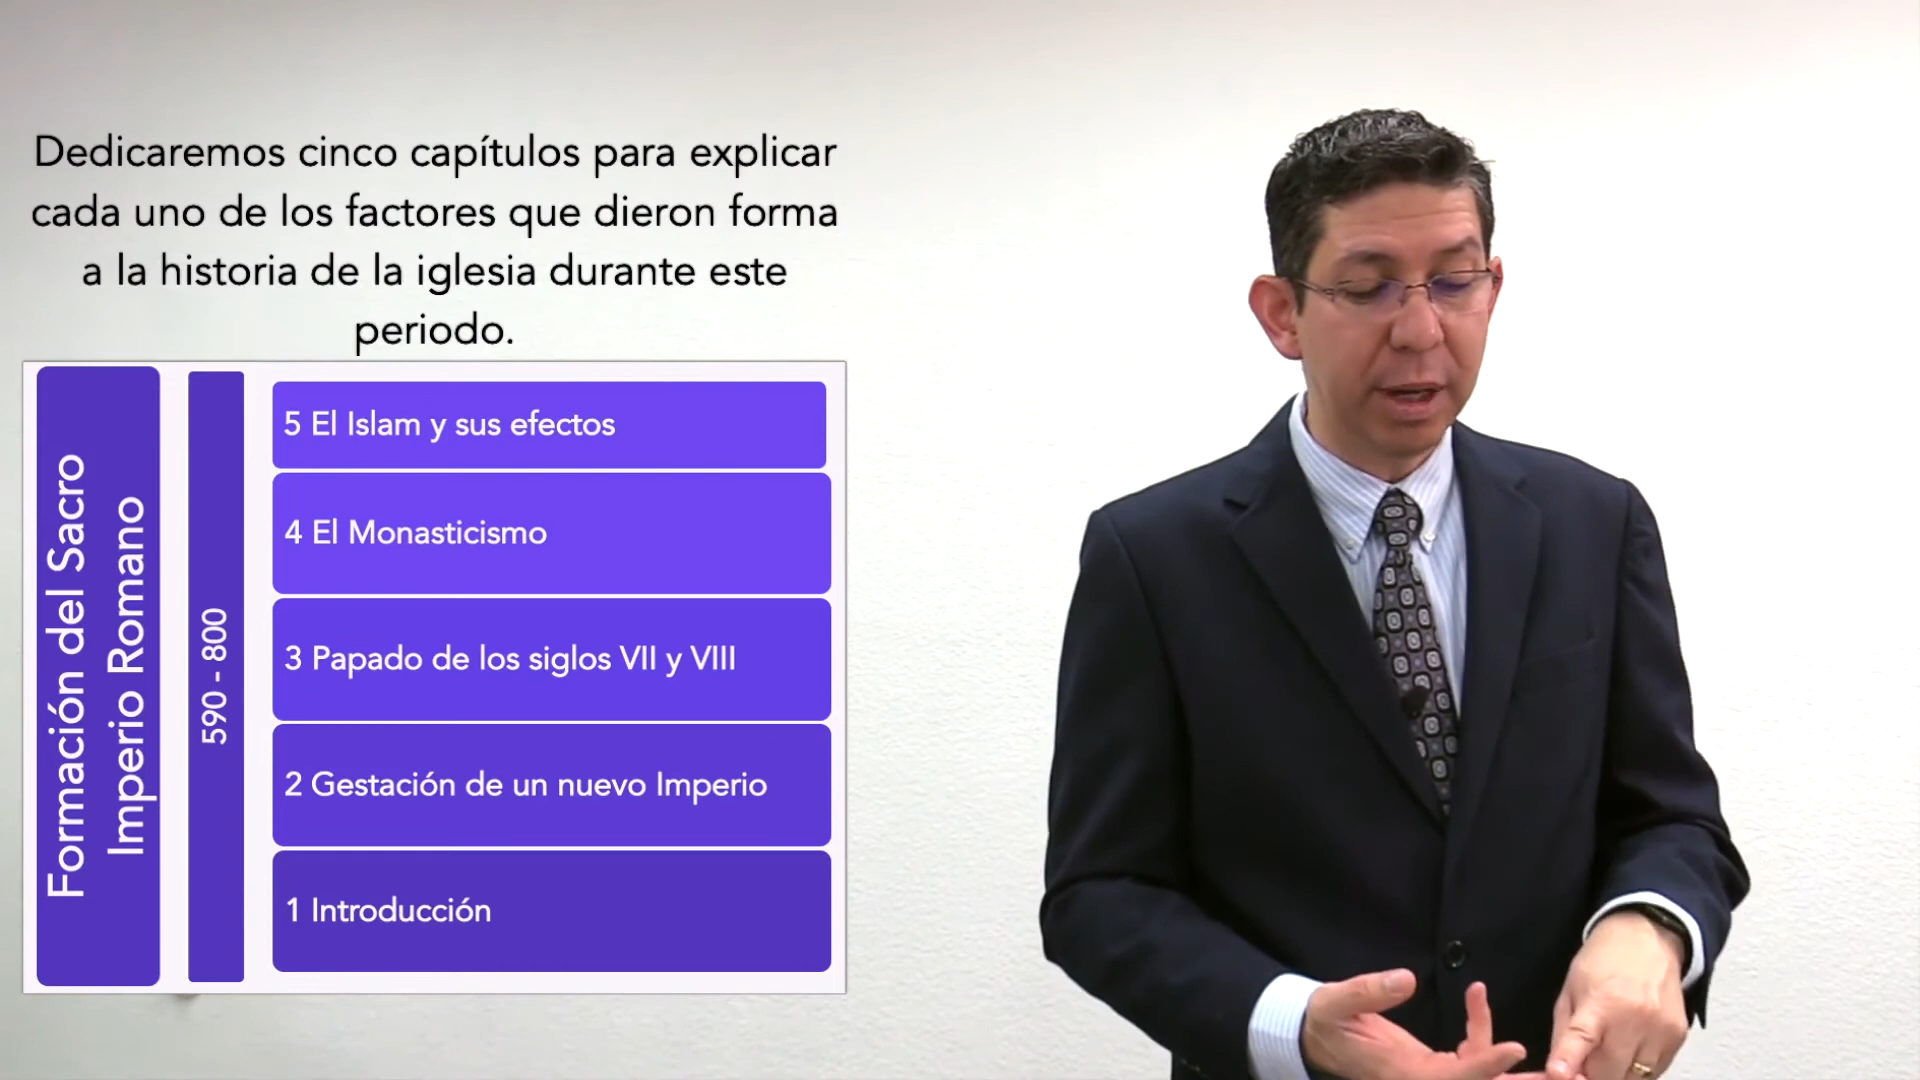 Dedicaremos cinco capítulos para explicar
cada uno de los factores que dieron forma
a la historia de la iglesia durante este
periodo.
Formación del Sacro
Imperio Romano
590 - 800
5 El Islam y sus efectos
4 El Monasticismo
3 Papado de los siglos VII y VIII
2 Gestación de un nuevo Imperio
1 Introducción